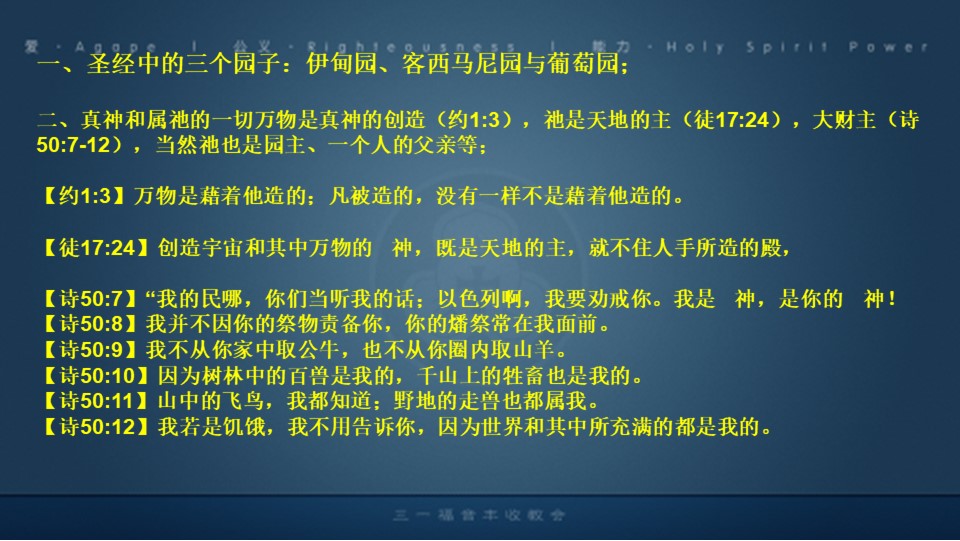 爱·Agape | 公义·Righteousness | 能力·Holy Spirit Power
一、圣经中的三个园子：伊甸园、客西马尼园与葡萄园；
二、真神和属祂的一切万物是真神的创造（约1:3），祂是天地的主（徒17:24），大财主（诗
50:7-12），当然祂也是园主、一个人的父亲等；
【约1:3】万物是藉着他造的；凡被造的，没有一样不是藉着他造的。
【徒17:24】创造宇宙和其中万物的　神，既是天地的主，就不住人手所造的殿，
【诗50:7】“我的民哪，你们当听我的话；以色列啊，我要劝戒你。我是　神，是你的　神！
【诗50:8】我并不因你的祭物责备你，你的燔祭常在我面前。
【诗50:9】我不从你家中取公牛，也不从你圈内取山羊。
【诗50:10】因为树林中的百兽是我的，千山上的牲畜也是我的。
【诗50:11】山中的飞鸟，我都知道；野地的走兽也都属我。
【诗50:12】我若是饥饿，我不用告诉你，因为世界和其中所充满的都是我的。
三一福音丰收教会